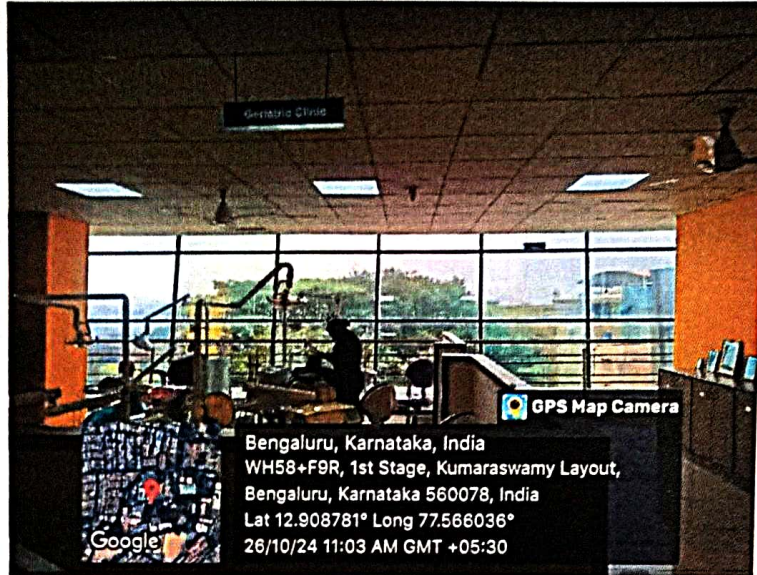 Geriatric Clinic
GPS Map Camera
Bengaluru, Karnataka, India
WH58+F9R, 1st Stage, Kumaraswamy Layout,
Bengaluru, Karnataka 560078, India
Lat 12.908781° Long 77.566036°
26/10/24 11:03 AM GMT +05:30
Google